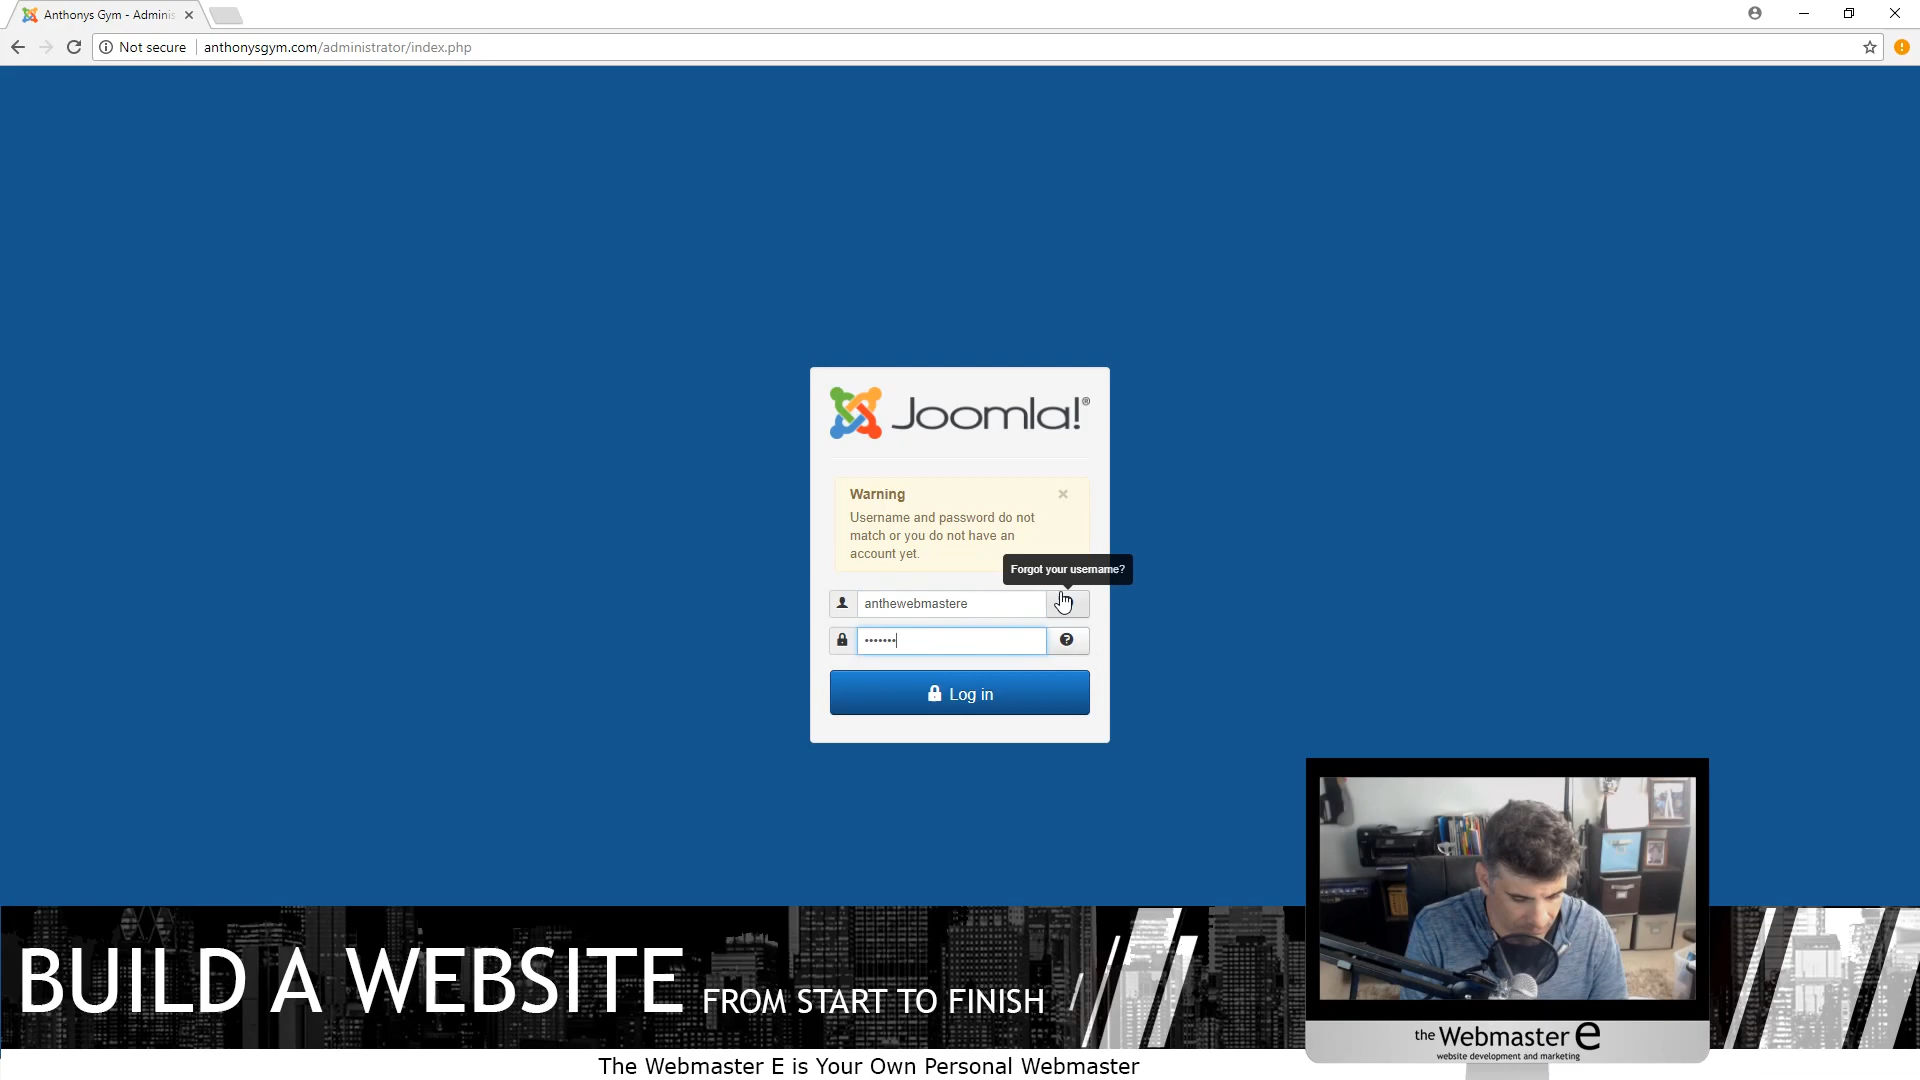 Anthonys Gym - Adminis
Not secure
anthonysgym.com/administrator/index.php
Joomla!®
Warning
Username and password do not
match or you do not have an
account yet.
Forgot your username?
anthewebmastere
Log in
BUILD A WEBSITE FROM START TO FINISH
the Webmaster e
website development and marketing
The Webmaster E is Your Own Personal Webmaster